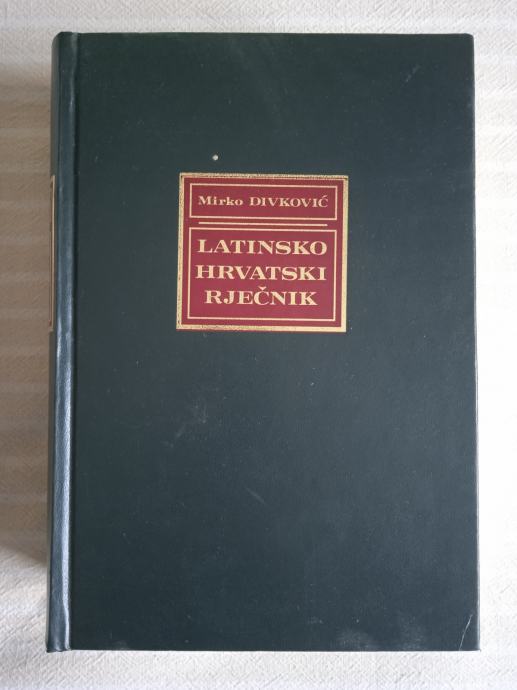 Mirko DIVKOVIĆ
LATINSKO
HRVATSKI
RJEČNIK